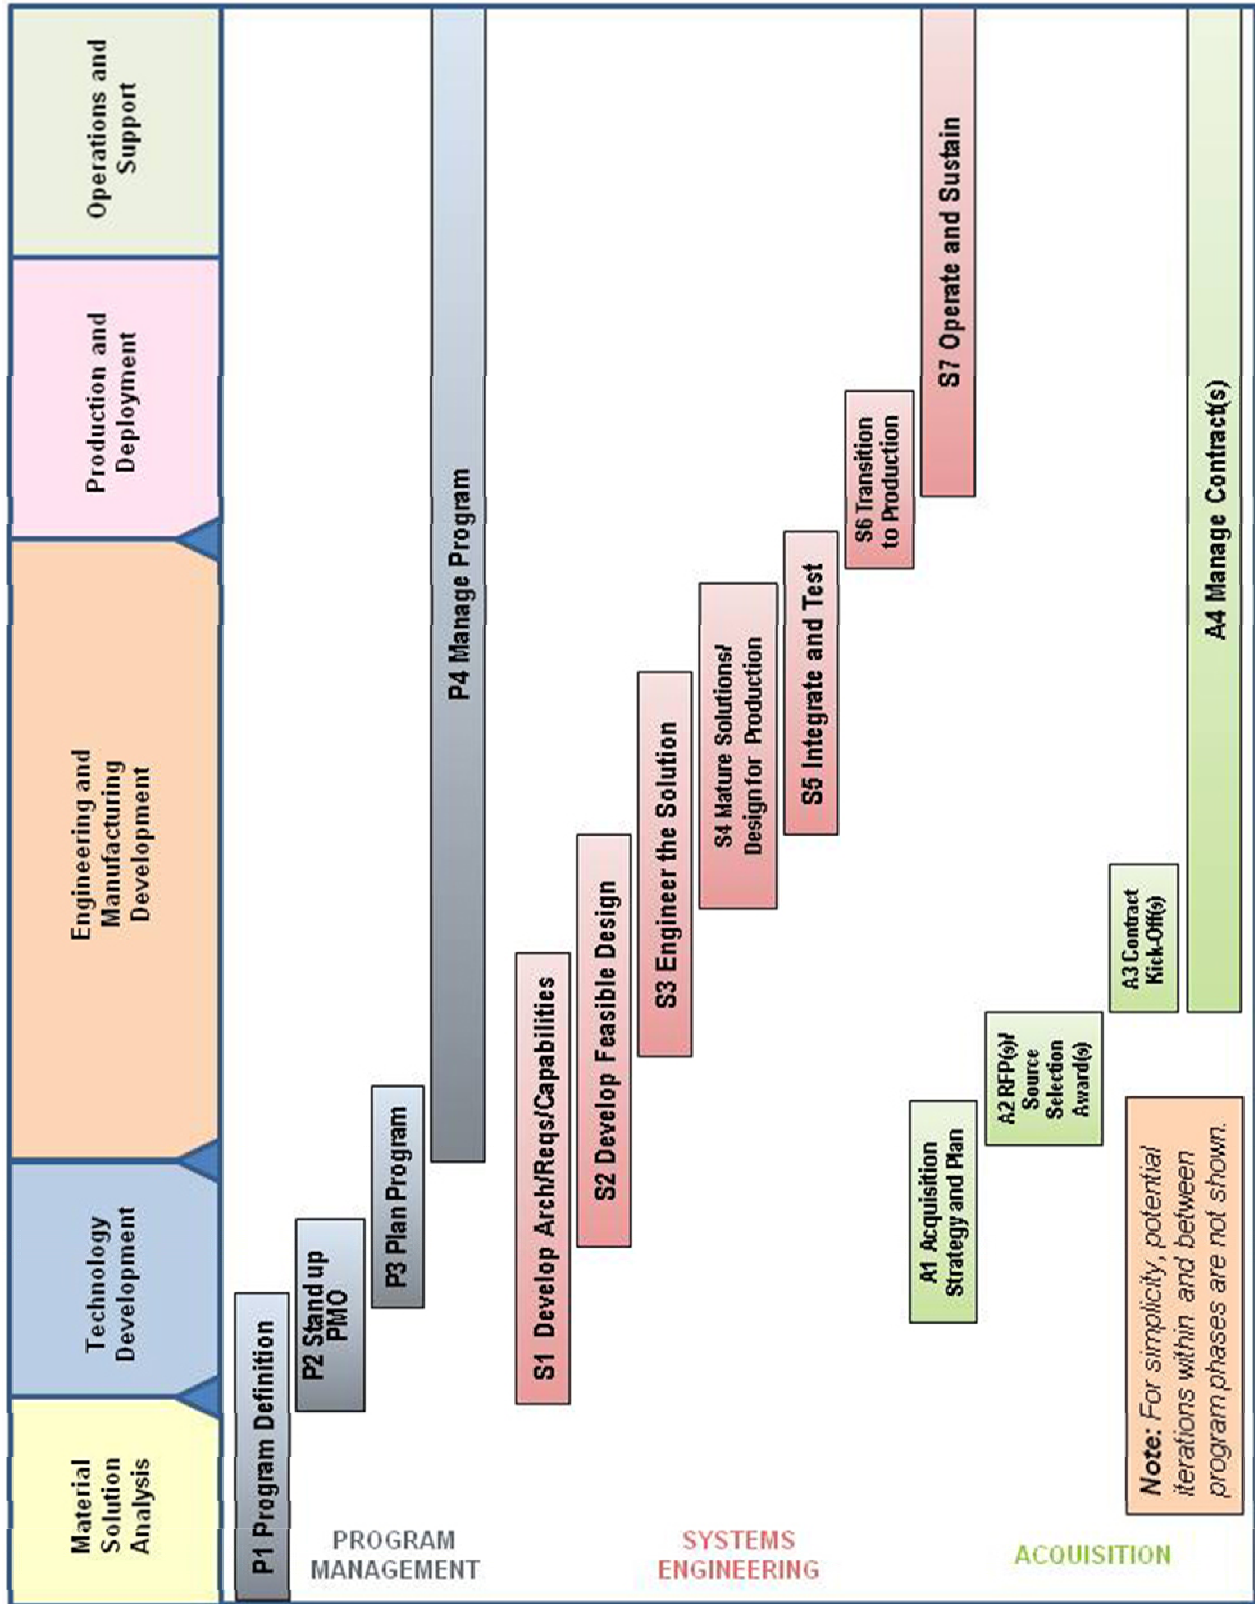 Material
Solution
Analysis
Technology
Development
Engineering and
Manufacturing
Development
Production and
Deployment
Operations and
Support
PROGRAM
MANAGEMENT
P1 Program Definition
P2 Stand up
PMO
P3 Plan Program
P4 Manage Program
SYSTEMS
ENGINEERING
S1 Develop Arch/Reqs/Capabilities
S2 Develop Feasible Design
S3 Engineer the Solution
S4 Mature Solutions/
Design for Production
S5 Integrate and Test
S6 Transition
to Production
S7 Operate and Sustain
ACQUISITION
A1 Acquisition
Strategy and Plan
A2 RFP(s)/
Source
Selection
Award(s)
A3 Contract
Kick-Off(s)
A4 Manage Contract(s)
Note: For simplicity, potential
iterations within and between
program phases are not shown.